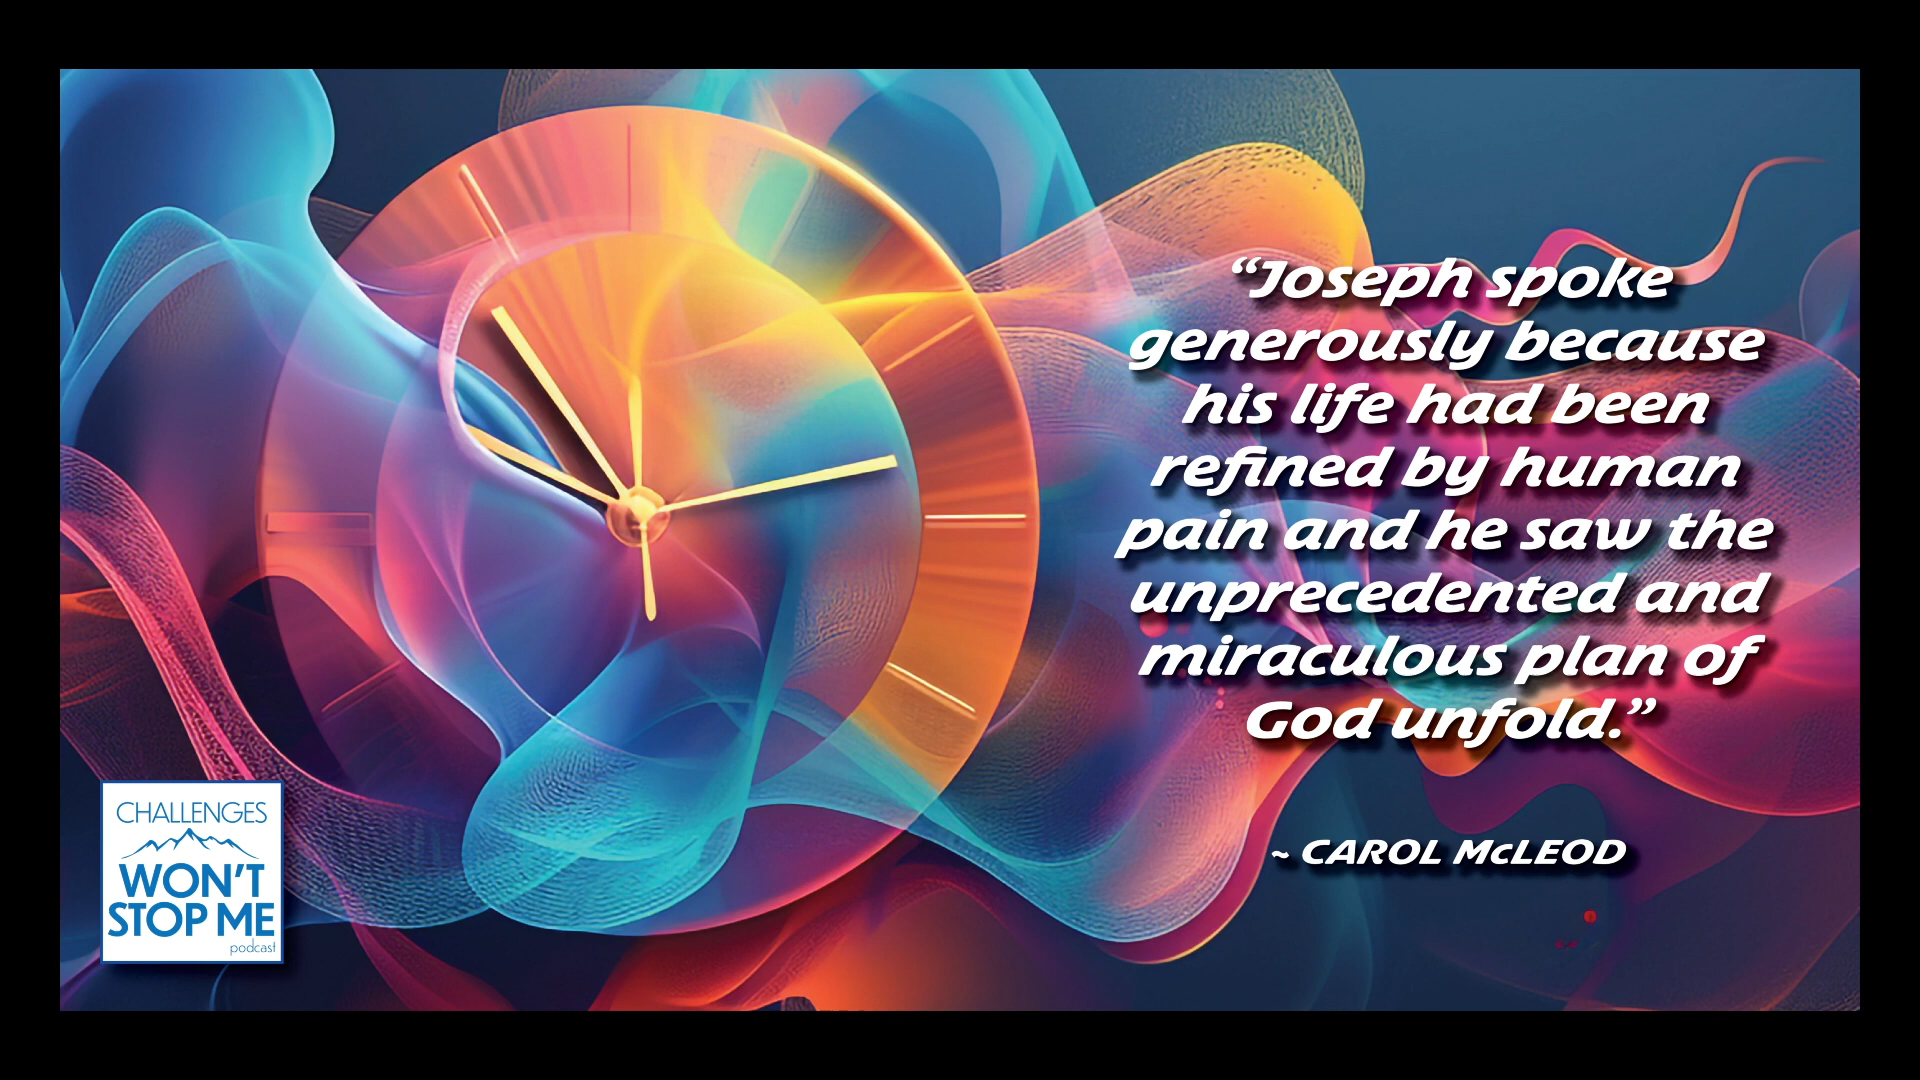 “Joseph spoke
generously because
his life had been
refined by human
pain and he saw the
unprecedented and
miraculous plan of
God unfold.”
~ CAROL McLEOD
CHALLENGES
WON'T
STOP ME
podcast